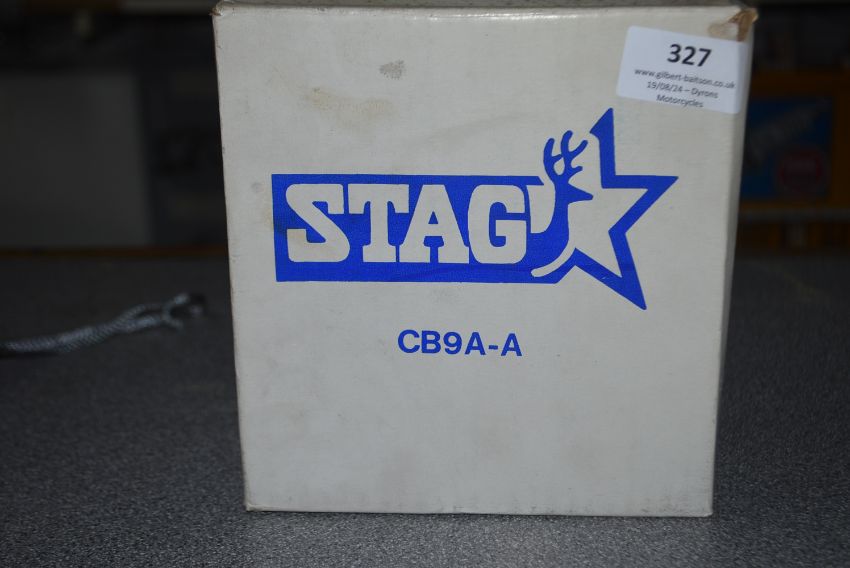 327
www.gilbert-baitson.co.uk
19/08/24 – Dyrons
Motorcycles
STAG
CB9A-A